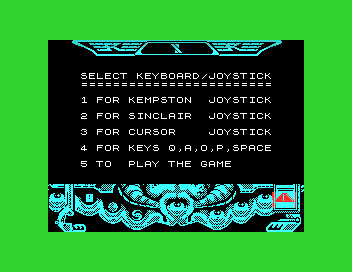 SELECT KEYBOARD/JOYSTICK
========================
1 FOR KEMPSTON  JOYSTICK
2 FOR SINCLAIR  JOYSTICK
3 FOR CURSOR    JOYSTICK
4 FOR KEYS Q,A,O,P,SPACE
5 TO  PLAY THE GAME